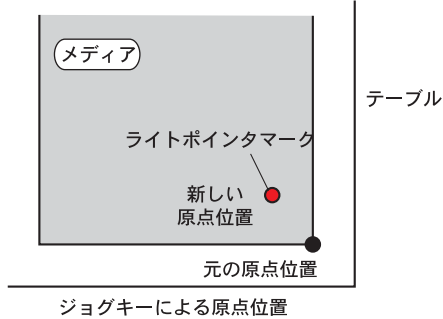 メディア
テーブル
ライトポインタマーク
新しい
原点位置
元の原点位置
ジョグキーによる原点位置